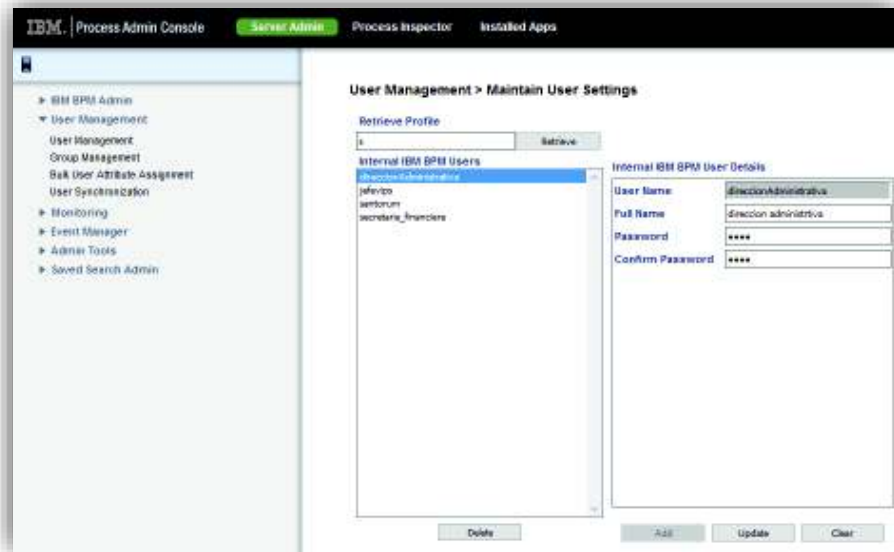 IBM. Process Admin Console Server Admin Process Inspector Installed Apps
IBM BPM Admin
User Management
User Management
Group Management
Bulk User Attribute Assignment
User Synchronization
Monitoring
Event Manager
Admin Tools
Saved Search Admin
User Management > Maintain User Settings
Retrieve Profile
s Retrieve
Internal IBM BPM Users
direccionAdministrativa
jefevips
santorum
secretaria_financiera
Internal IBM BPM User Details
User Name direccionAdministrativa
Full Name direccion administrtiva
Password ••••
Confirm Password ••••
Delete
Add Update Clear